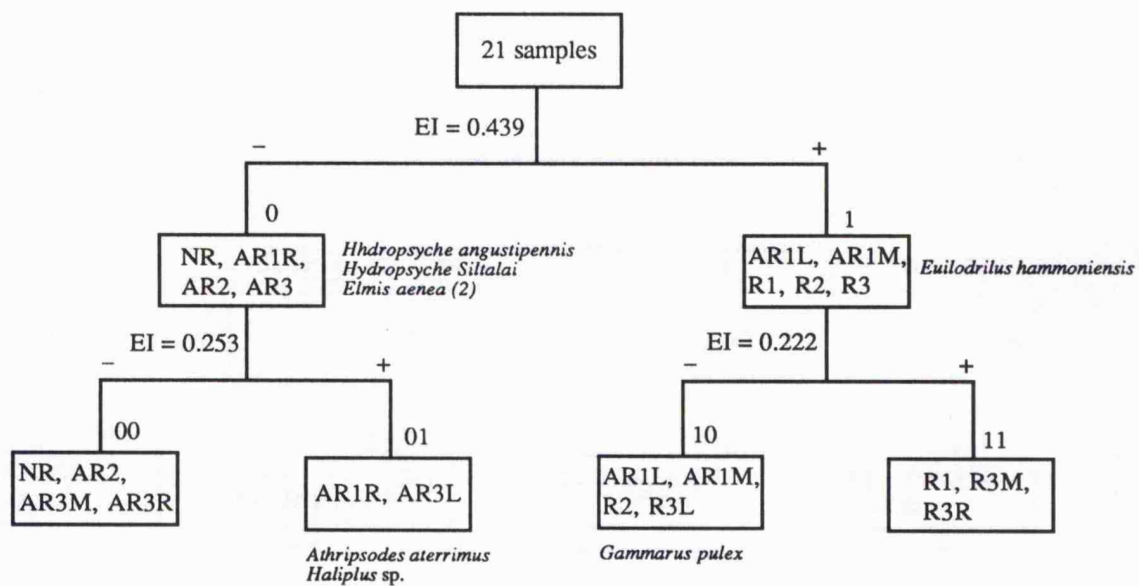 21 samples
EI = 0.439
– +
0
NR, AR1R,
AR2, AR3
Hhdropsyche angustipennis
Hydropsyche Siltalai
Elmis aenea (2)
1
AR1L, AR1M,
R1, R2, R3
Euilodrilus hammoniensis
EI = 0.253
– +
EI = 0.222
– +
00
NR, AR2,
AR3M, AR3R
01
AR1R, AR3L
Athripsodes aterrimus
Haliplus sp.
10
AR1L, AR1M,
R2, R3L
Gammarus pulex
11
R1, R3M,
R3R